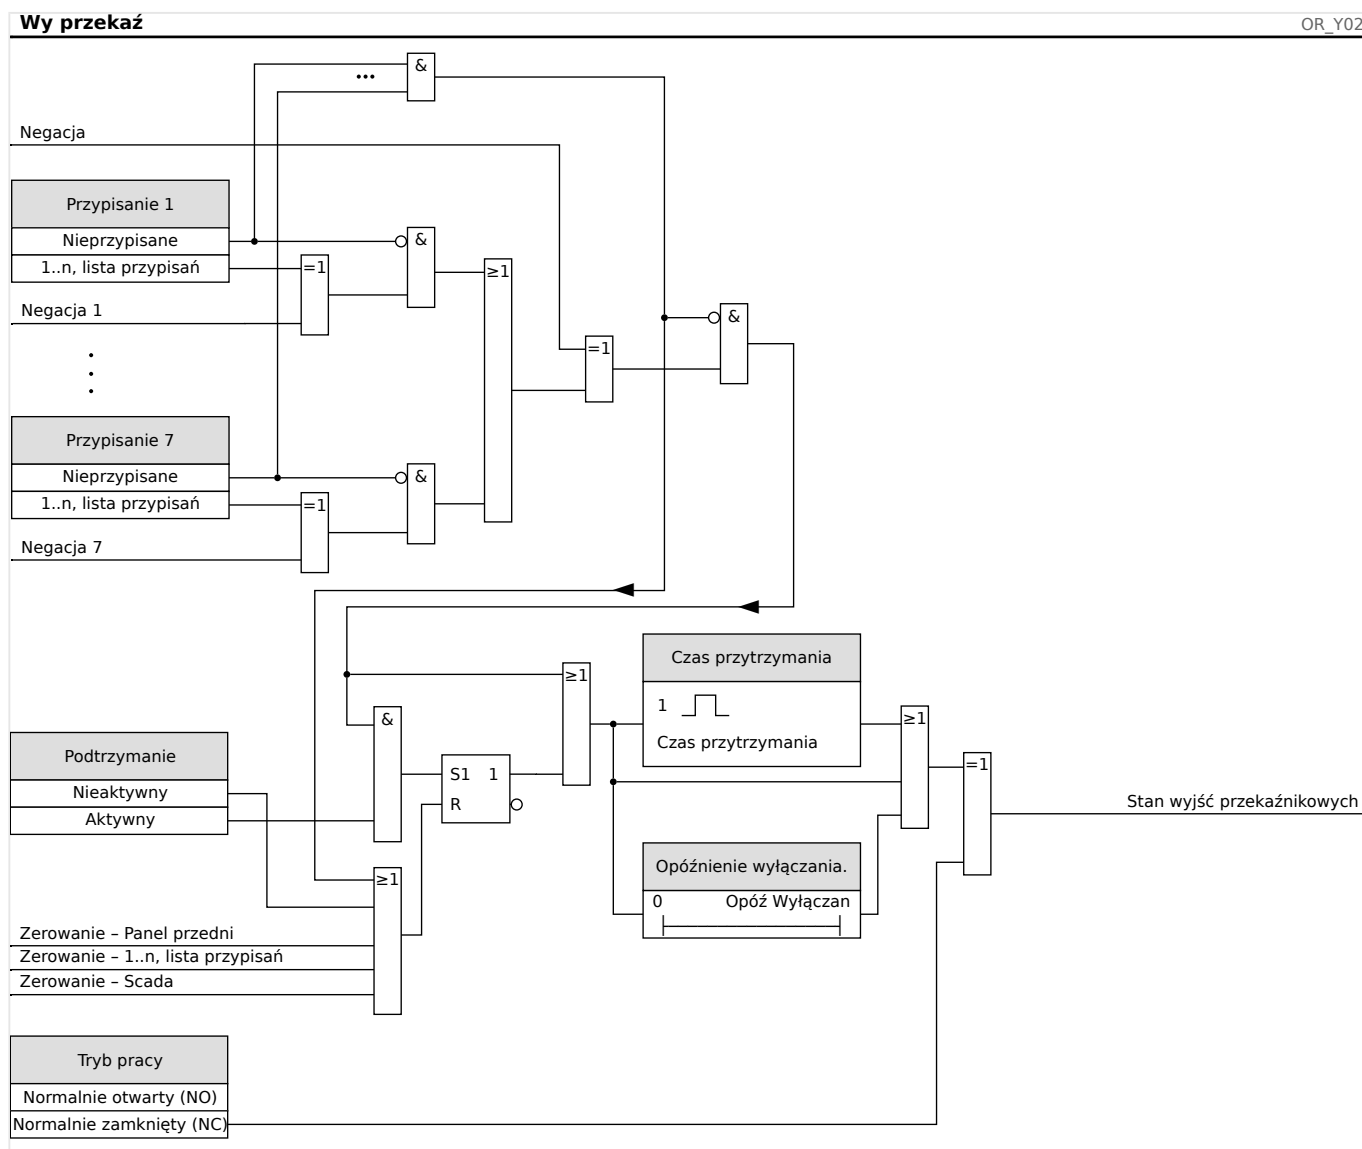 Wy przekaź
OR_Y02
&
Negacja
Przypisanie 1
Nieprzypisane
1..n, lista przypisań
=1
&
≥1
Negacja 1
=1
&
Przypisanie 7
Nieprzypisane
1..n, lista przypisań
=1
&
Negacja 7
Czas przytrzymania
1
Czas przytrzymania
≥1
&
≥1
=1
Podtrzymanie
Nieaktywny
Aktywny
S1 1
R
Stan wyjść przekaźnikowych
Opóźnienie wyłączania.
0 Opóź Wyłączan
≥1
Zerowanie – Panel przedni
Zerowanie – 1..n, lista przypisań
Zerowanie – Scada
Tryb pracy
Normalnie otwarty (NO)
Normalnie zamknięty (NC)